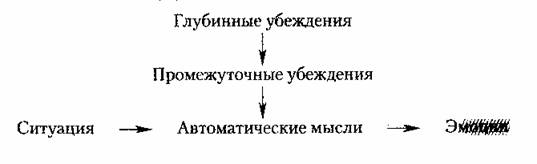 Глубинные убеждения
Промежуточные убеждения
Ситуация → Автоматические мысли →